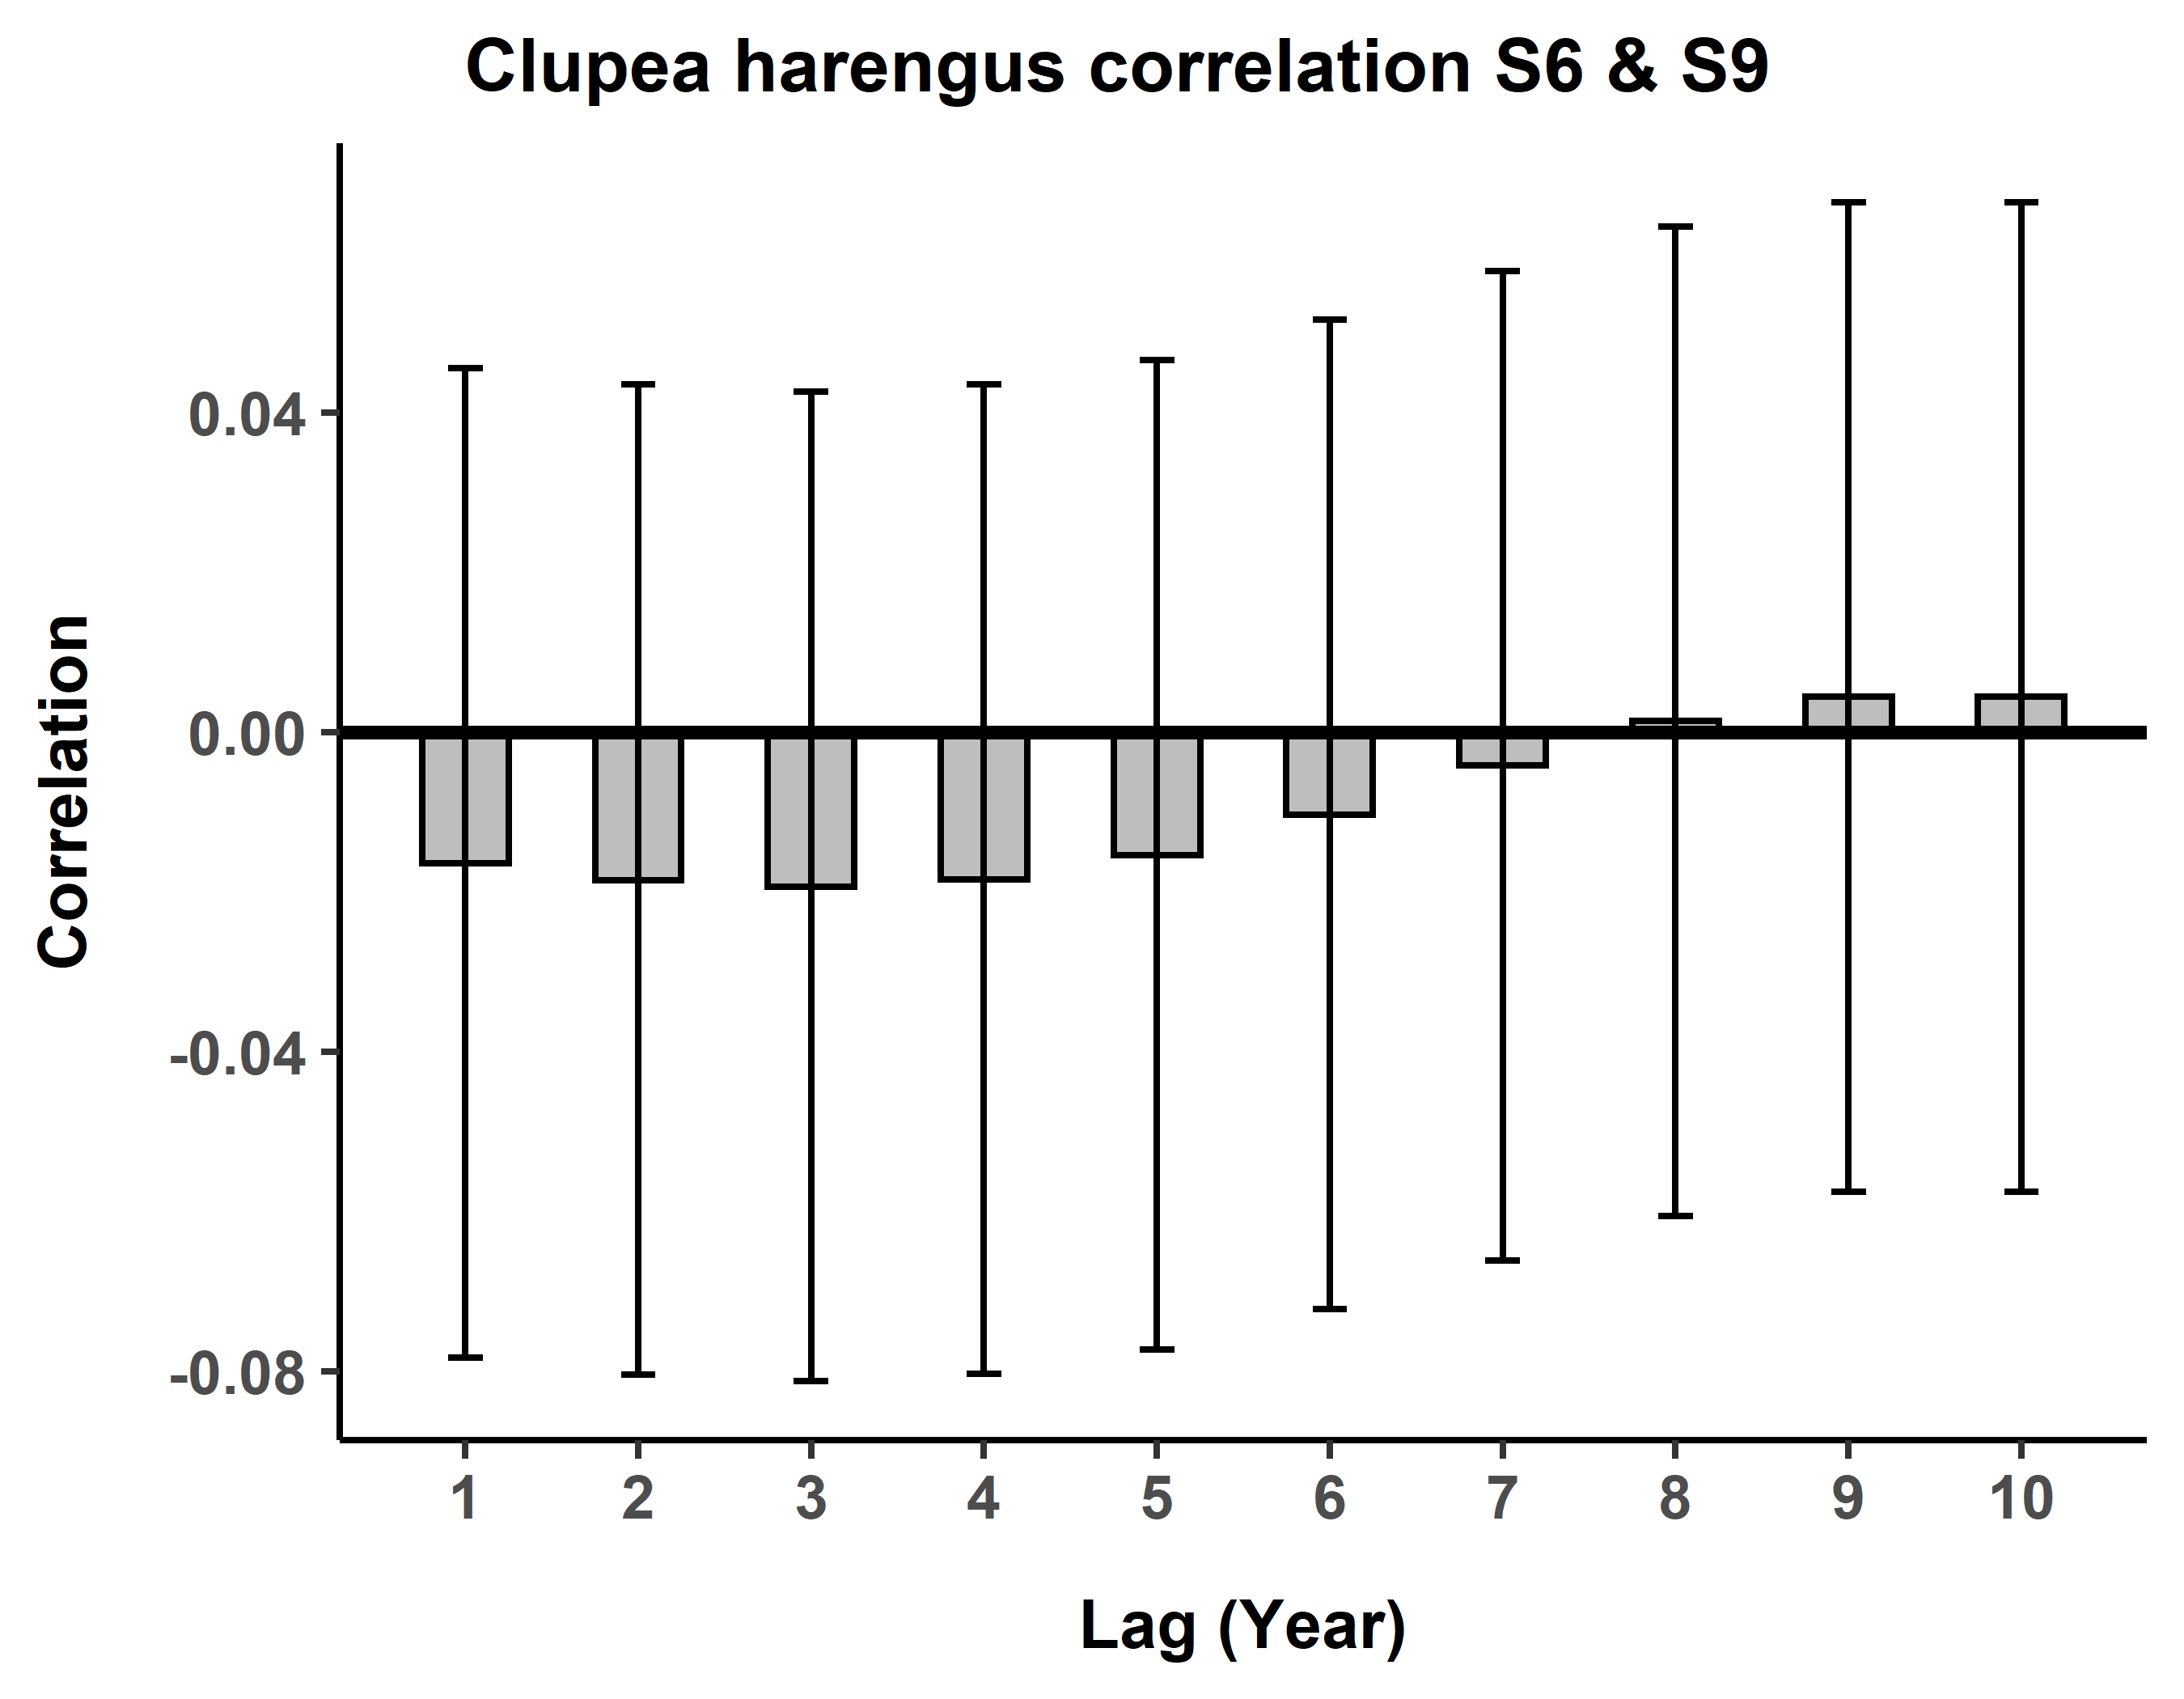 Clupea harengus correlation S6 & S9
Correlation
0.04
0.00
-0.04
-0.08
1 2 3 4 5 6 7 8 9 10
Lag (Year)